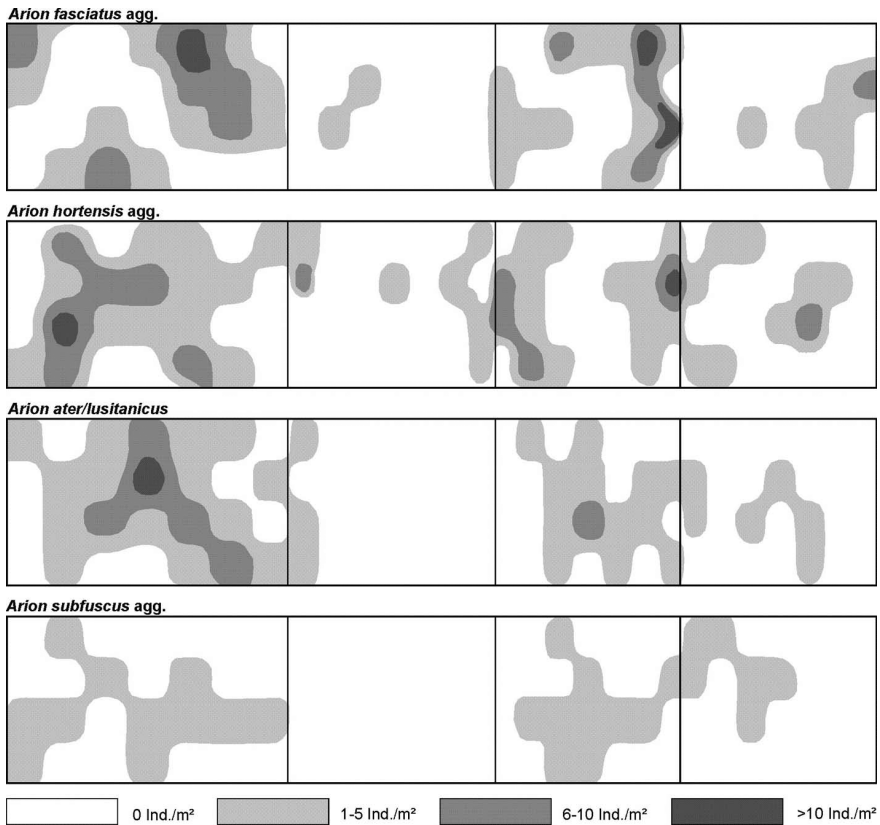 Arion fasciatus agg.
Arion hortensis agg.
Arion ater/lusitanicus
Arion subfuscus agg.
0 Ind./m² 1-5 Ind./m² 6-10 Ind./m² >10 Ind./m²